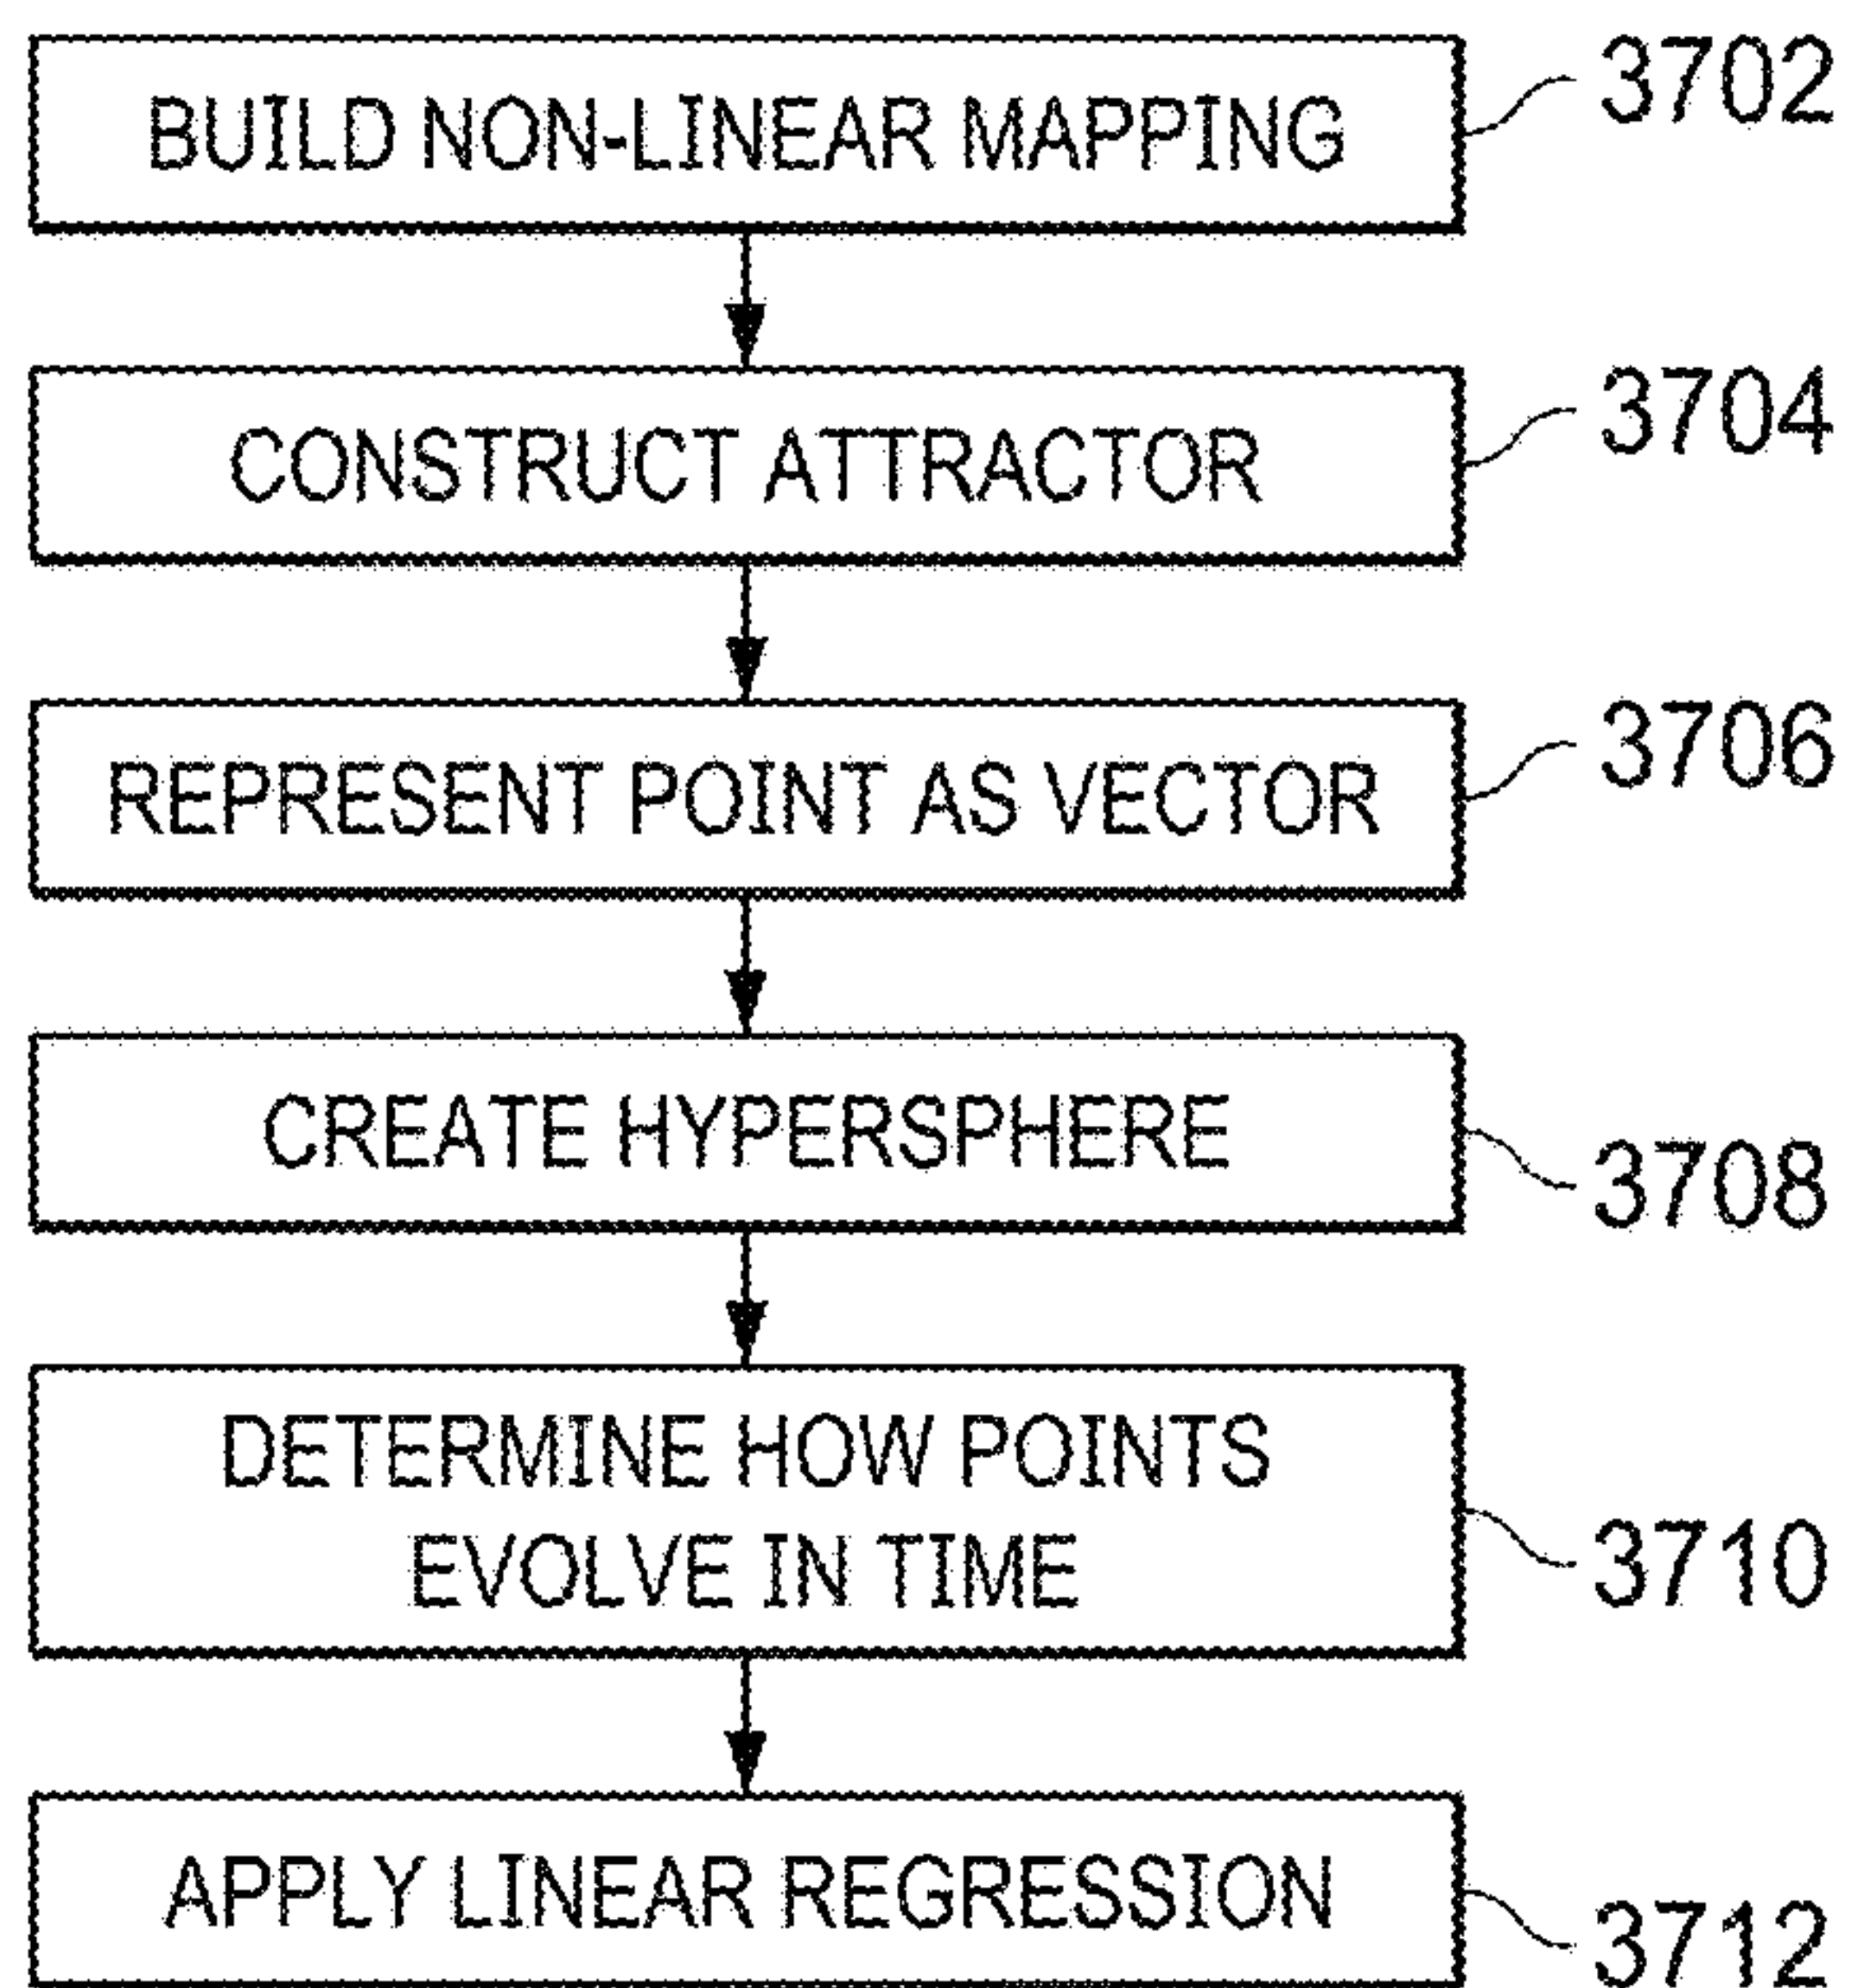 BUILD NON-LINEAR MAPPING
3702
CONSTRUCT ATTRACTOR
3704
REPRESENT POINT AS VECTOR
3706
CREATE HYPERSPHERE
3708
DETERMINE HOW POINTS
EVOLVE IN TIME
3710
APPLY LINEAR REGRESSION
3712